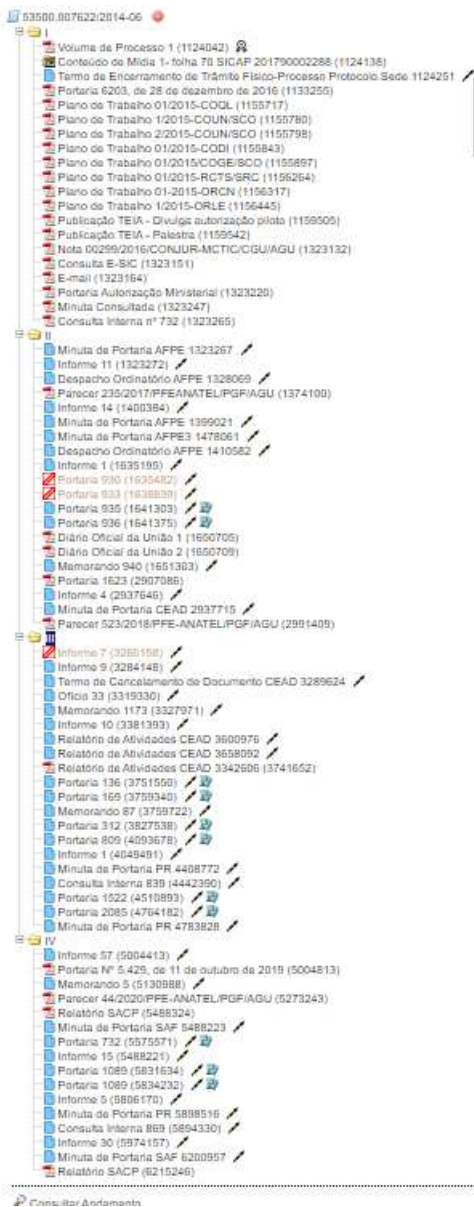 53500.007622/2014-06
I
Volume de Processo 1 (1124042)
Conteúdo de Mídia 1- folha 70 SICAP 201790002288 (1124138)
Termo de Encerramento de Trâmite Físico-Processo Protocolo Sede 1124251
Portaria 6203, de 28 de dezembro de 2016 (1133255)
Plano de Trabalho 01/2015-COQL (1155717)
Plano de Trabalho 1/2015-COUN/SCO (1155780)
Plano de Trabalho 2/2015-COUN/SCO (1155798)
Plano de Trabalho 01/2015-CODI (1155843)
Plano de Trabalho 01/2015/COGE/SCO (1155897)
Plano de Trabalho 01/2015-RCTS/SRC (1156264)
Plano de Trabalho 01-2015-ORCN (1156317)
Plano de Trabalho 1/2015-ORLE (1156445)
Publicação TEIA - Divulga autorização piloto (1159505)
Publicação TEIA - Palestra (1159542)
Nota 00299/2016/CONJUR-MCTIC/CGU/AGU (1323132)
Consulta E-SIC (1323151)
E-mail (1323164)
Portaria Autorização Ministerial (1323220)
Minuta Consultada (1323247)
Consulta Interna nº 732 (1323265)
II
Minuta de Portaria AFPE 1323267
Informe 11 (1323272)
Despacho Ordinatório AFPE 1328069
Parecer 235/2017/PFEANATEL/PGF/AGU (1374100)
Informe 14 (1400384)
Minuta de Portaria AFPE 1399021
Minuta de Portaria AFPE3 1478061
Despacho Ordinatório AFPE 1410582
Informe 1 (1635195)
Portaria 930 (1635482)
Portaria 933 (1638839)
Portaria 935 (1641303)
Portaria 936 (1641375)
Diário Oficial da União 1 (1650705)
Diário Oficial da União 2 (1650709)
Memorando 940 (1651303)
Portaria 1623 (2907086)
Informe 4 (2937646)
Minuta de Portaria CEAD 2937715
Parecer 523/2018/PFE-ANATEL/PGF/AGU (2991409)
III
Informe 7 (3260158)
Informe 9 (3284148)
Termo de Cancelamento de Documento CEAD 3289624
Ofício 33 (3319330)
Memorando 1173 (3327971)
Informe 10 (3381393)
Relatório de Atividades CEAD 3600976
Relatório de Atividades CEAD 3658092
Relatório de Atividades CEAD 3342606 (3741652)
Portaria 136 (3751550)
Portaria 169 (3759340)
Memorando 87 (3759722)
Portaria 312 (3827538)
Portaria 809 (4093678)
Informe 1 (4049491)
Minuta de Portaria PR 4408772
Consulta Interna 839 (4442390)
Portaria 1522 (4510893)
Portaria 2085 (4764182)
Minuta de Portaria PR 4783828
IV
Informe 57 (5004413)
Portaria Nº 5.429, de 11 de outubro de 2019 (5004813)
Memorando 5 (5130988)
Parecer 44/2020/PFE-ANATEL/PGF/AGU (5273243)
Relatório SACP (5488324)
Minuta de Portaria SAF 5488223
Portaria 732 (5575571)
Informe 15 (5488221)
Portaria 1089 (5831634)
Portaria 1089 (5834232)
Informe 5 (5806170)
Minuta de Portaria PR 5898516
Consulta Interna 869 (5894330)
Informe 30 (5974157)
Minuta de Portaria SAF 6200957
Relatório SACP (6215246)
Consultar Andamento